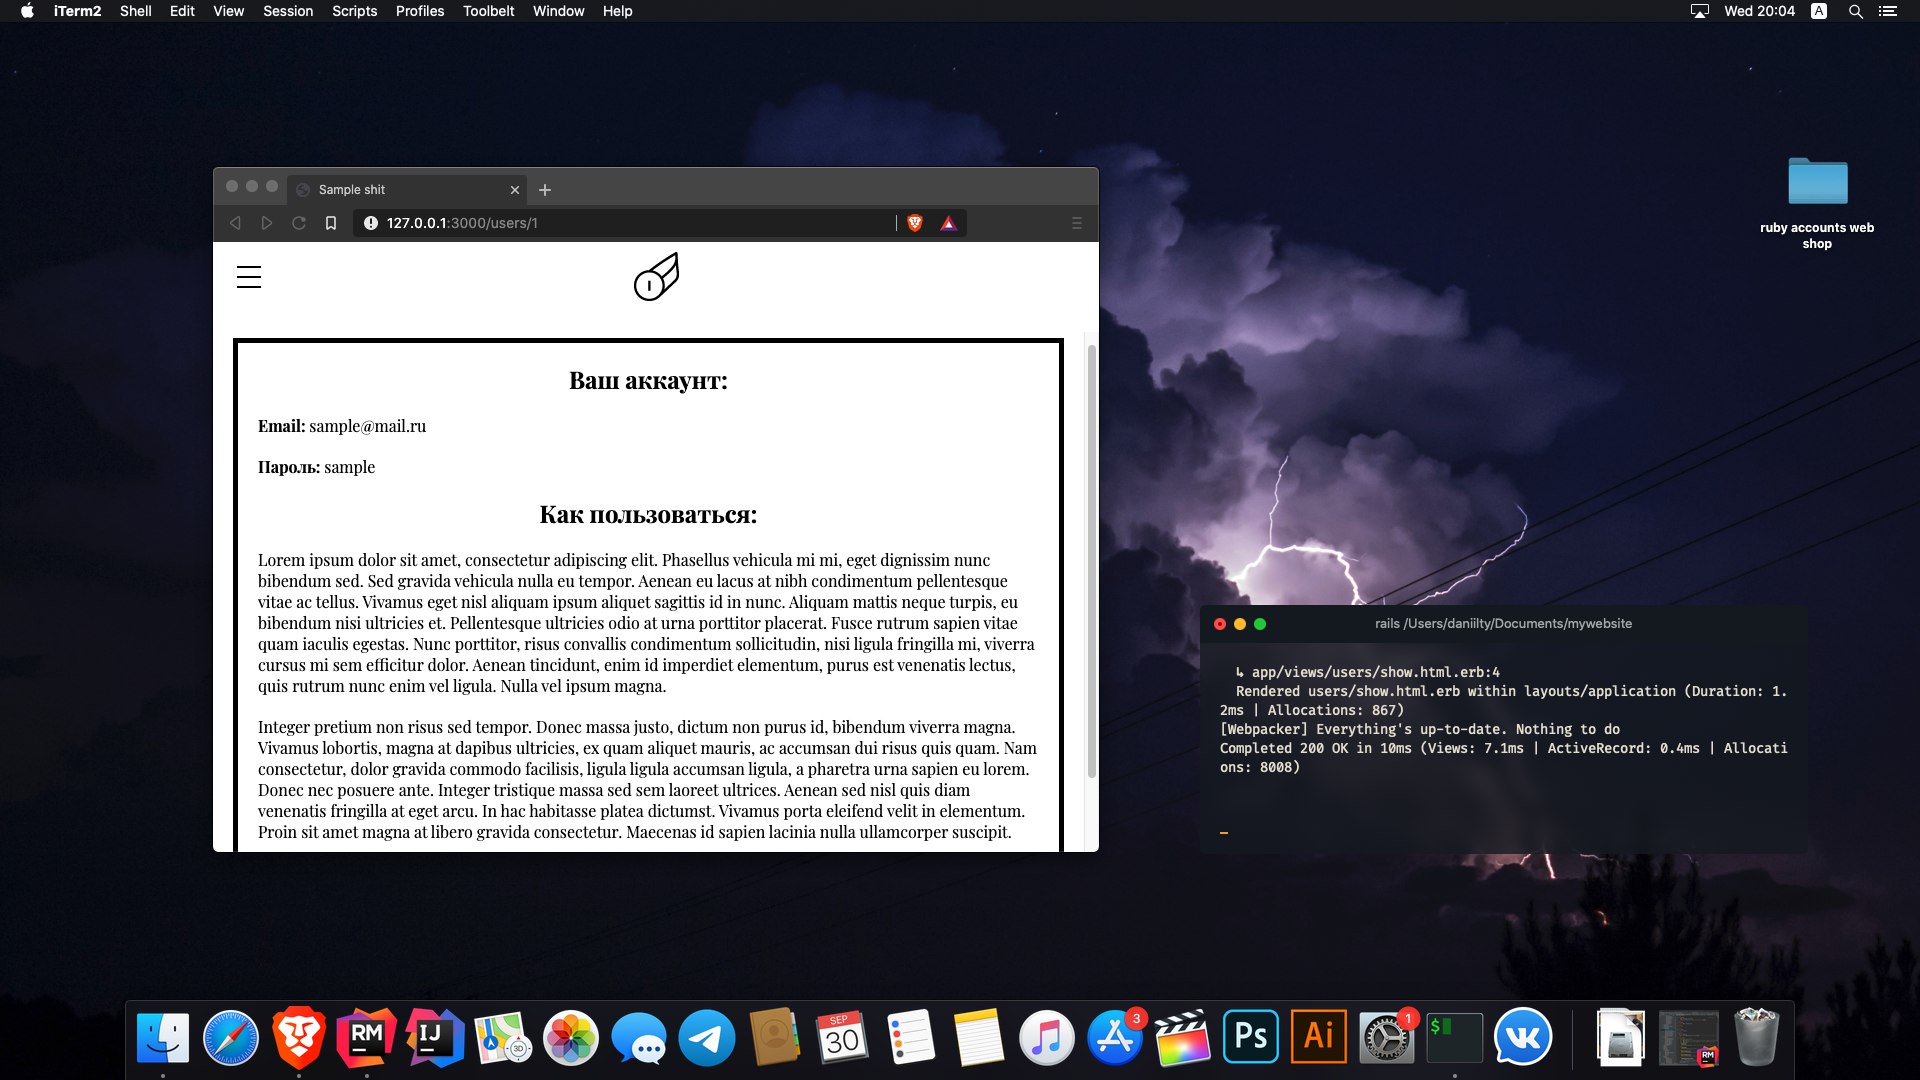 iTerm2 Shell Edit View Session Scripts Profiles Toolbelt Window Help
Wed 20:04 A
ruby accounts web
shop
Sample shit
127.0.0.1:3000/users/1
Ваш аккаунт:
Email: sample@mail.ru
Пароль: sample
Как пользоваться:
Lorem ipsum dolor sit amet, consectetur adipiscing elit. Phasellus vehicula mi mi, eget dignissim nunc
bibendum sed. Sed gravida vehicula nulla eu tempor. Aenean eu lacus at nibh condimentum pellentesque
vitae ac tellus. Vivamus eget nisl aliquam ipsum aliquet sagittis id in nunc. Aliquam mattis neque turpis, eu
bibendum nisi ultricies et. Pellentesque ultricies odio at urna porttitor placerat. Fusce rutrum sapien vitae
quam iaculis egestas. Nunc porttitor, risus convallis condimentum sollicitudin, nisi ligula fringilla mi, viverra
cursus mi sem efficitur dolor. Aenean tincidunt, enim id imperdiet elementum, purus est venenatis lectus,
quis rutrum nunc enim vel ligula. Nulla vel ipsum magna.
Integer pretium non risus sed tempor. Donec massa justo, dictum non purus id, bibendum viverra magna.
Vivamus lobortis, magna at dapibus ultricies, ex quam aliquet mauris, ac accumsan dui risus quis quam. Nam
consectetur, dolor gravida commodo facilisis, ligula ligula accumsan ligula, a pharetra urna sapien eu lorem.
Donec nec posuere ante. Integer tristique massa sed sem laoreet ultrices. Aenean sed nisl quis diam
venenatis fringilla at eget arcu. In hac habitasse platea dictumst. Vivamus porta eleifend velit in elementum.
Proin sit amet magna at libero gravida consectetur. Maecenas id sapien lacinia nulla ullamcorper suscipit.
rails /Users/daniilty/Documents/mywebsite
↳ app/views/users/show.html.erb:4
Rendered users/show.html.erb within layouts/application (Duration: 1.
2ms | Allocations: 867)
[Webpacker] Everything's up-to-date. Nothing to do
Completed 200 OK in 10ms (Views: 7.1ms | ActiveRecord: 0.4ms | Allocati
ons: 8008)
RM IJ 3D SEP 30 3 Ps Ai 1 $ RM